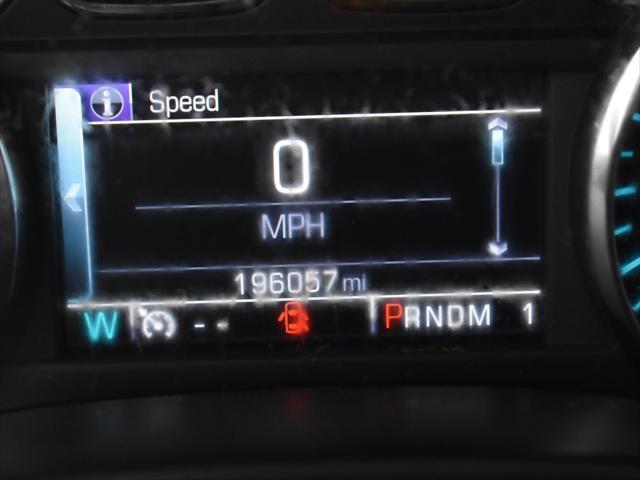 i Speed
0
MPH
196057 mi
W -- PRNDM 1